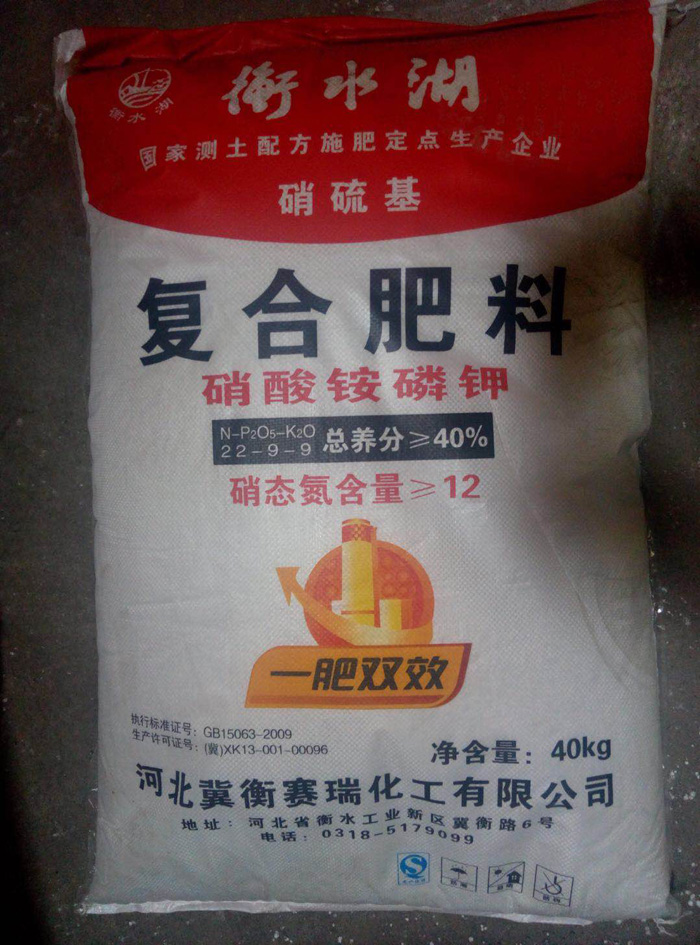 衡水湖
衡水湖
国家测土配方施肥定点生产企业
硝硫基
复合肥料
硝酸铵磷钾
N-P2O5-K2O
22-9-9
总养分≥40%
硝态氮含量≥12
一肥双效
执行标准证号：GB15063-2009
生产许可证号：(冀)XK13-001-00096
净含量：40kg
河北冀衡赛瑞化工有限公司
地址：河北省衡水工业新区冀衡路6号
电话：0318-5179099